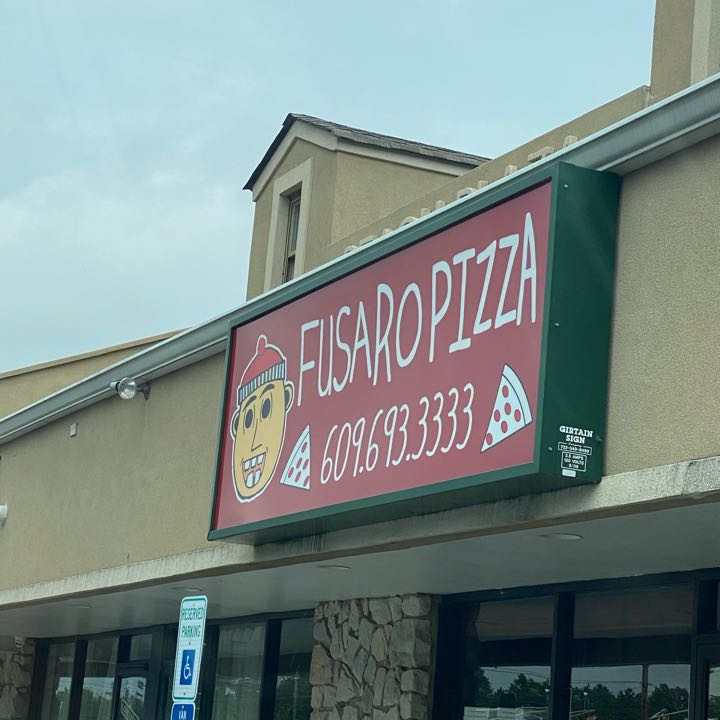 FUSARO PIZZA
609.693.3333
GIRTAIN
SIGN
RESERVED
PARKING
VAN